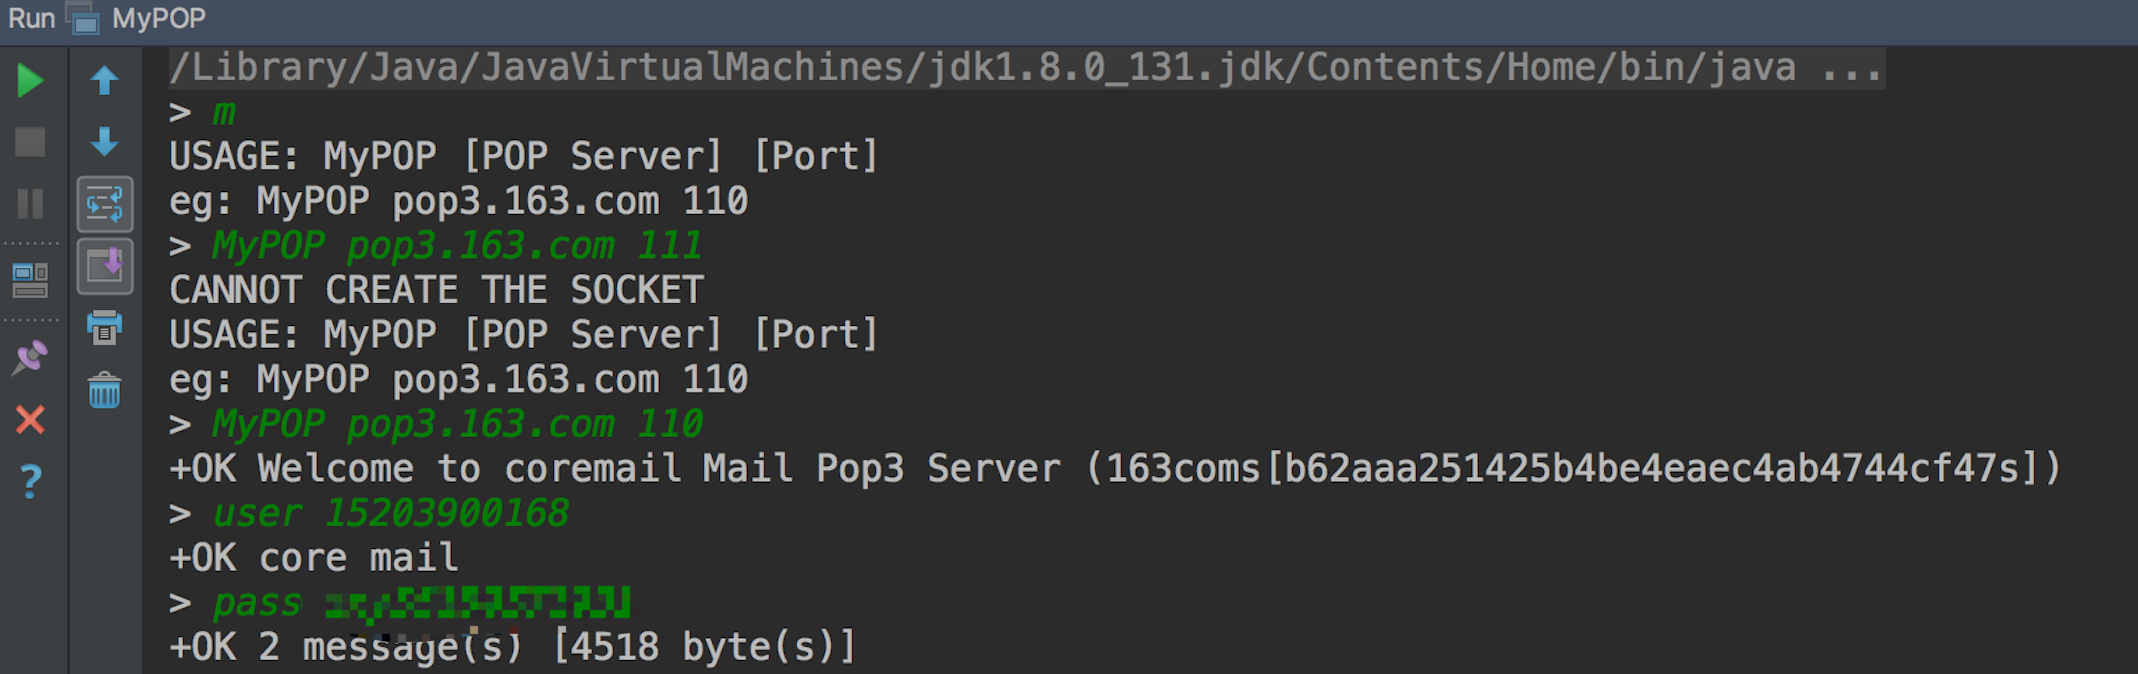 Run MyPOP
/Library/Java/JavaVirtualMachines/jdk1.8.0_131.jdk/Contents/Home/bin/java ...
> m
USAGE: MyPOP [POP Server] [Port]
eg: MyPOP pop3.163.com 110
> MyPOP pop3.163.com 111
CANNOT CREATE THE SOCKET
USAGE: MyPOP [POP Server] [Port]
eg: MyPOP pop3.163.com 110
> MyPOP pop3.163.com 110
+OK Welcome to coremail Mail Pop3 Server (163coms[b62aaa251425b4be4eaec4ab4744cf47s])
> user 15203900168
+OK core mail
> pass
+OK 2 message(s) [4518 byte(s)]